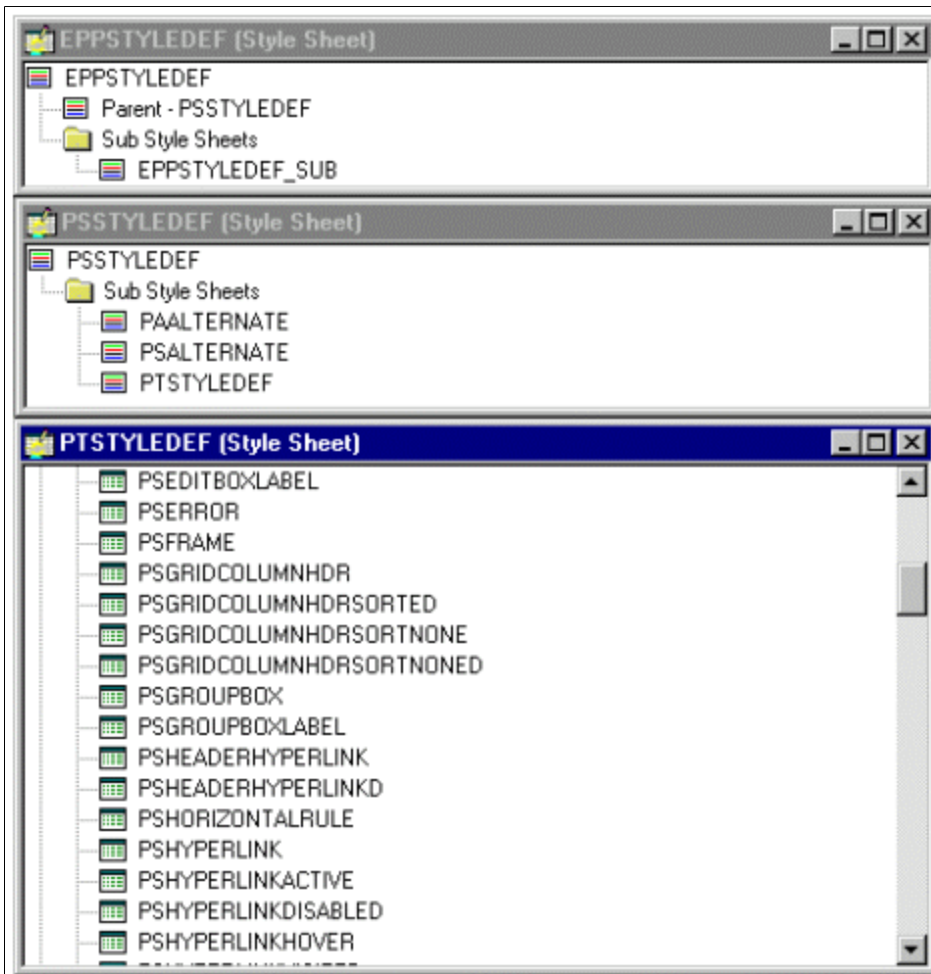 EPPSTYLEDEF (Style Sheet)
EPPSTYLEDEF
Parent - PSSTYLEDEF
Sub Style Sheets
EPPSTYLEDEF_SUB
PSSTYLEDEF (Style Sheet)
PSSTYLEDEF
Sub Style Sheets
PAALTERNATE
PSALTERNATE
PTSTYLEDEF
PTSTYLEDEF (Style Sheet)
PSEDITBOXLABEL
PSERROR
PSFRAME
PSGRIDCOLUMNHDR
PSGRIDCOLUMNHDRSORTED
PSGRIDCOLUMNHDRSORTNONE
PSGRIDCOLUMNHDRSORTNONED
PSGROUPBOX
PSGROUPBOXLABEL
PSHEADERHYPERLINK
PSHEADERHYPERLINKD
PSHORIZONTALRULE
PSHYPERLINK
PSHYPERLINKACTIVE
PSHYPERLINKDISABLED
PSHYPERLINKHOVER